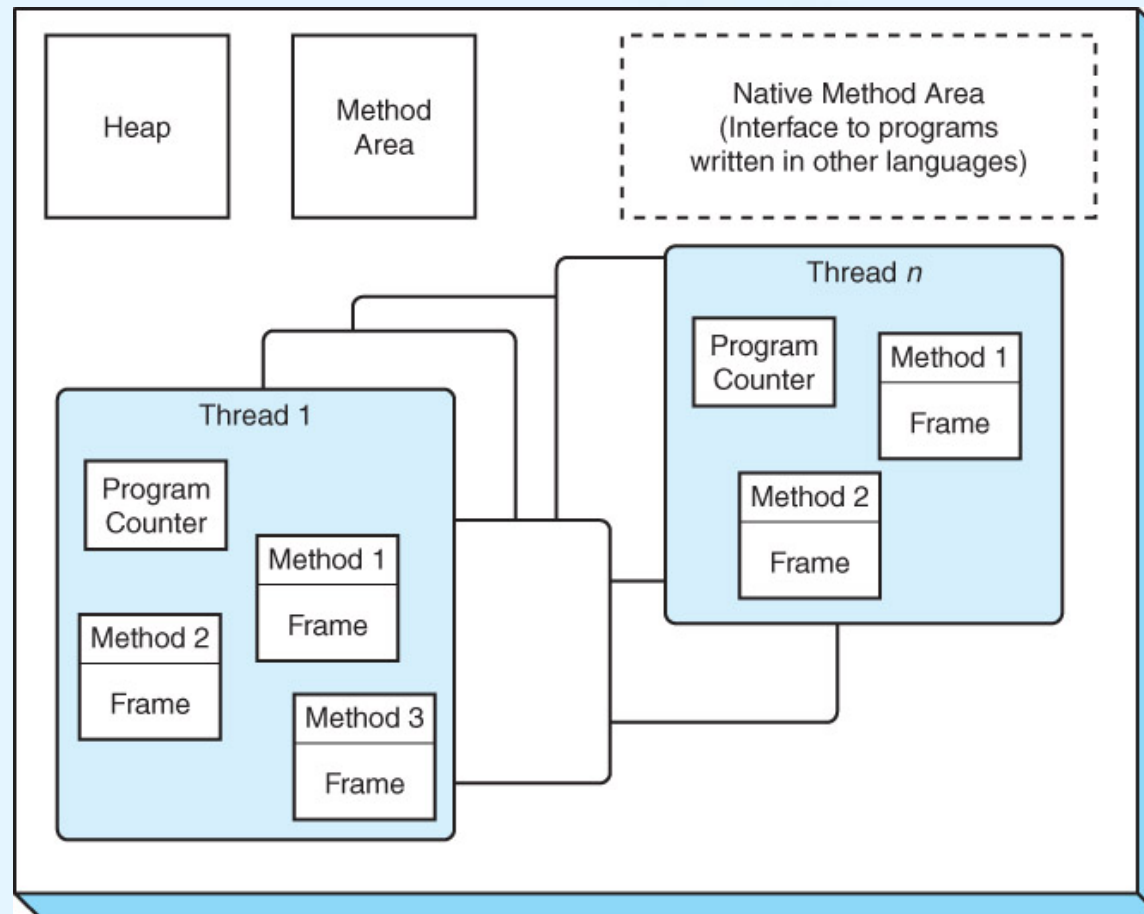 Heap
Method
Area
Native Method Area
(Interface to programs
written in other languages)
Thread n
Program
Counter
Method 1
Frame
Method 2
Frame
Thread 1
Program
Counter
Method 1
Frame
Method 2
Frame
Method 3
Frame